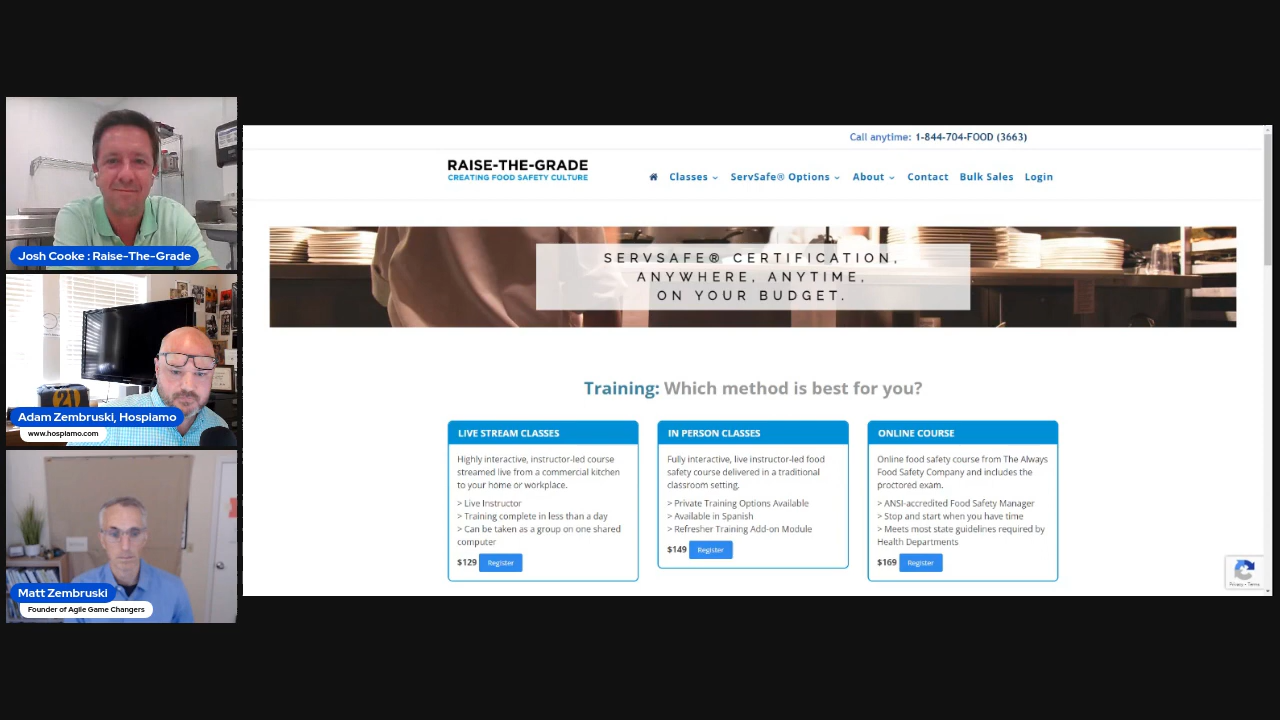 Josh Cooke : Raise-The-Grade
21
Adam Zembruski, Hospiamo
www.hospiamo.com
Matt Zembruski
Founder of Agile Game Changers
Call anytime: 1-844-704-FOOD (3663)
RAISE-THE-GRADE
CREATING FOOD SAFETY CULTURE
Classes ServSafe® Options About Contact Bulk Sales Login
SERVSAFE® CERTIFICATION,
ANYWHERE, ANYTIME,
ON YOUR BUDGET.
Training: Which method is best for you?
LIVE STREAM CLASSES
Highly interactive, instructor-led course
streamed live from a commercial kitchen
to your home or workplace.
> Live Instructor
> Training complete in less than a day
> Can be taken as a group on one shared
computer
$129 Register
IN PERSON CLASSES
Fully interactive, live instructor-led food
safety course delivered in a traditional
classroom setting.
> Private Training Options Available
> Available in Spanish
> Refresher Training Add-on Module
$149 Register
ONLINE COURSE
Online food safety course from The Always
Food Safety Company and includes the
proctored exam.
> ANSI-accredited Food Safety Manager
> Stop and start when you have time
> Meets most state guidelines required by
Health Departments
$169 Register
Privacy - Terms